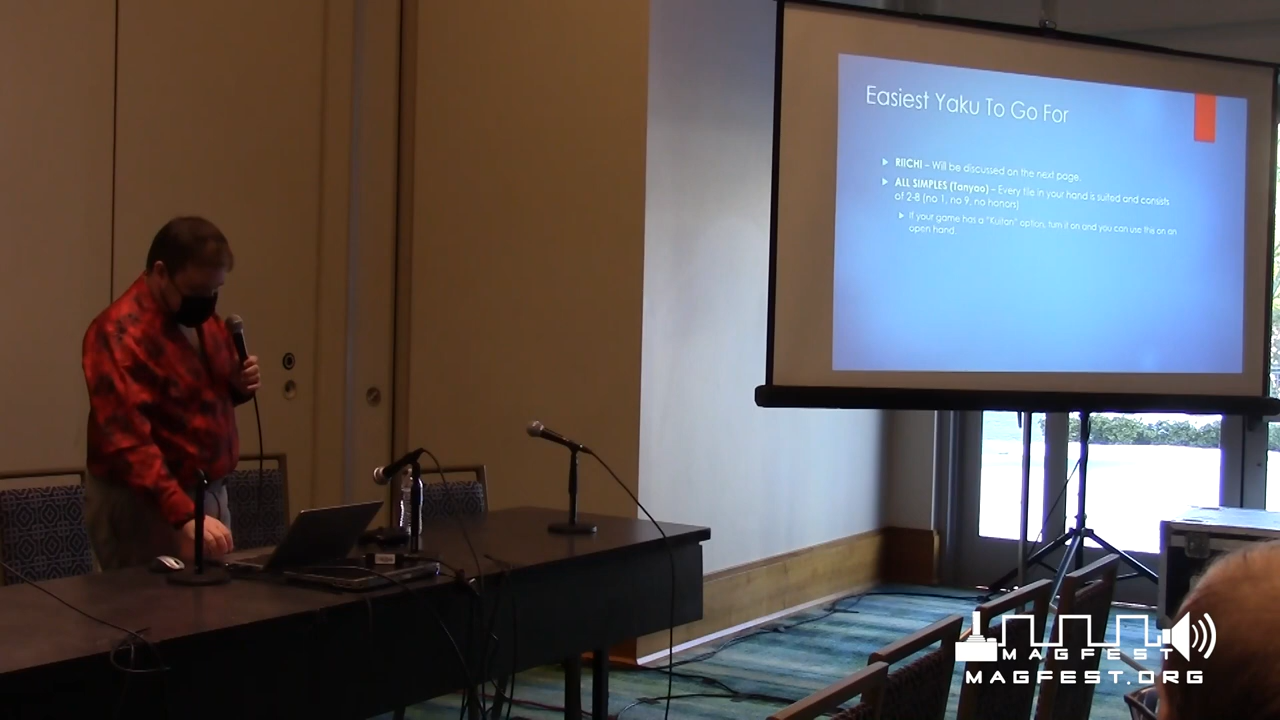 Easiest Yaku To Go For
RIICHI – Will be discussed on the next page.
ALL SIMPLES (Tanyao) – Every tile in your hand is suited and consists
of 2-8 (no 1, no 9, no honors)
If your game has a "Kuitan" option, turn it on and you can use this on an
open hand.
MAGFEST
MAGFEST.ORG